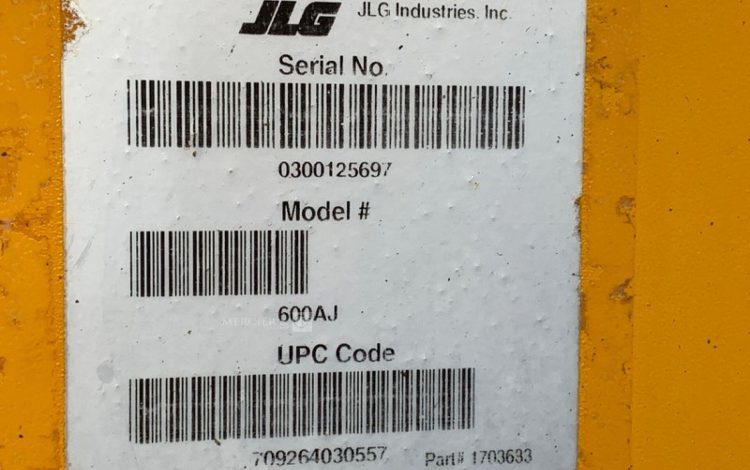 JLG JLG Industries, Inc.
Serial No.
0300125697
Model #
600AJ
UPC Code
709264030557 Part# 1703633